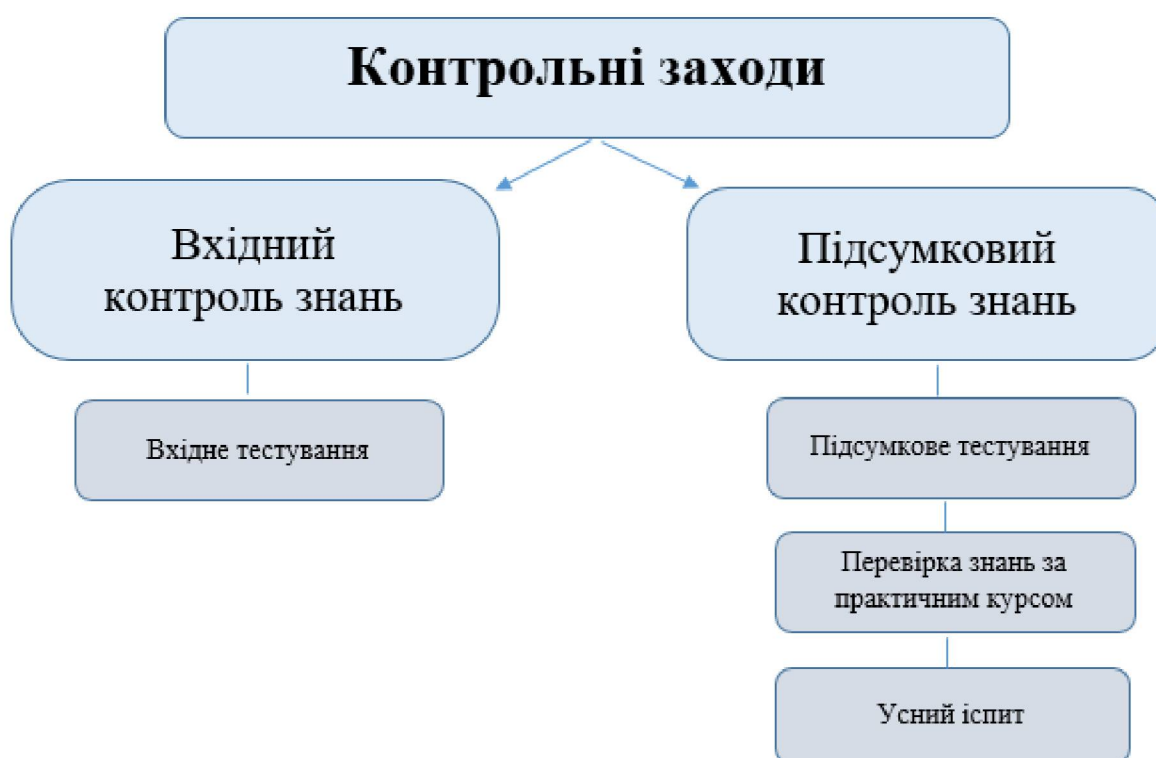 Контрольні заходи
Вхідний
контроль знань
Підсумковий
контроль знань
Вхідне тестування
Підсумкове тестування
Перевірка знань за
практичним курсом
Усний іспит